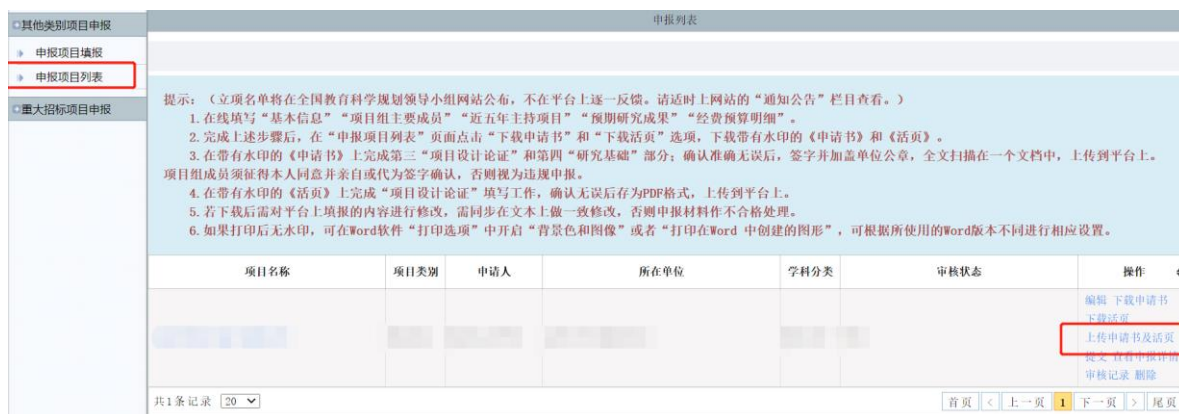 其他类别项目申报
申报列表
申报项目填报
申报项目列表
重大招标项目申报
提示：（立项名单将在全国教育科学规划领导小组网站公布，不在平台上逐一反馈。请适时上网站的“通知公告”栏目查看。）
1.在线填写“基本信息”“项目组主要成员”“近五年主持项目”“预期研究成果”“经费预算明细”。
2.完成上述步骤后，在“申报项目列表”页面点击“下载申请书”和“下载活页”选项，下载带有水印的《申请书》和《活页》。
3.在带有水印的《申请书》上完成第三“项目设计论证”和第四“研究基础”部分；确认准确无误后，签字并加盖单位公章，全文扫描在一个文档中，上传到平台上。
项目组成员须征得本人同意并亲自或代为签字确认，否则视为违规申报。
4.在带有水印的《活页》上完成“项目设计论证”填写工作，确认无误后存为PDF格式，上传到平台上。
5.若下载后需对平台上填报的内容进行修改，需同步在文本上做一致修改，否则申报材料作不合格处理。
6.如果打印后无水印，可在Word软件“打印选项”中开启“背景色和图像”或者“打印在Word 中创建的图形”，可根据所使用的Word版本不同进行相应设置。
项目名称 项目类别 申请人 所在单位 学科分类 审核状态 操作
编辑 下载申请书
下载活页
上传申请书及活页
提交 查看申报详情
审核记录 删除
共1条记录 20 首页 < 上一页 1 下一页 > 尾页